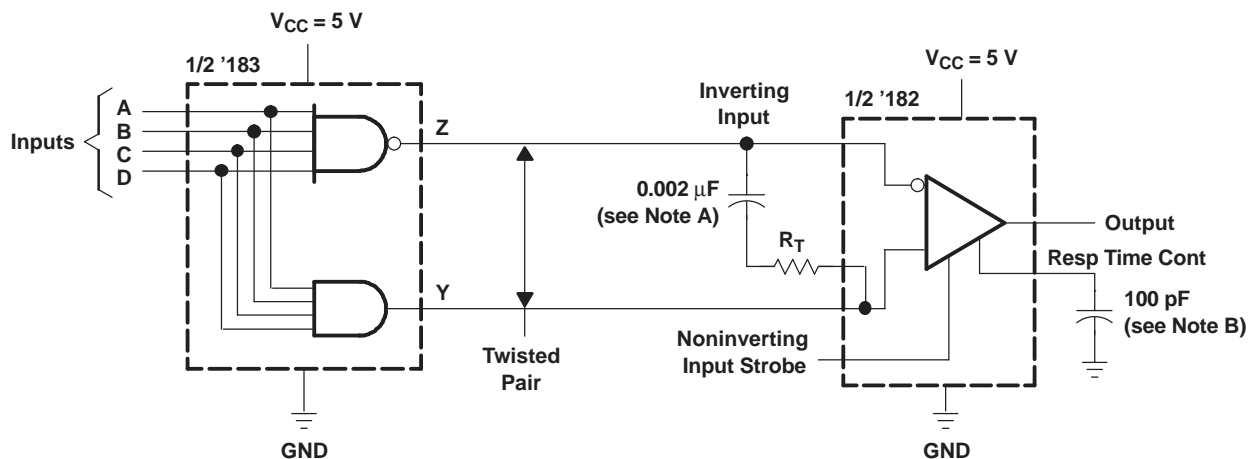 VCC = 5 V
1/2 '183
Inputs
A
B
C
D
Z
Y
Twisted
Pair
GND
Inverting
Input
0.002 μF
(see Note A)
RT
VCC = 5 V
1/2 '182
Output
Resp Time Cont
100 pF
(see Note B)
Noninverting
Input Strobe
GND